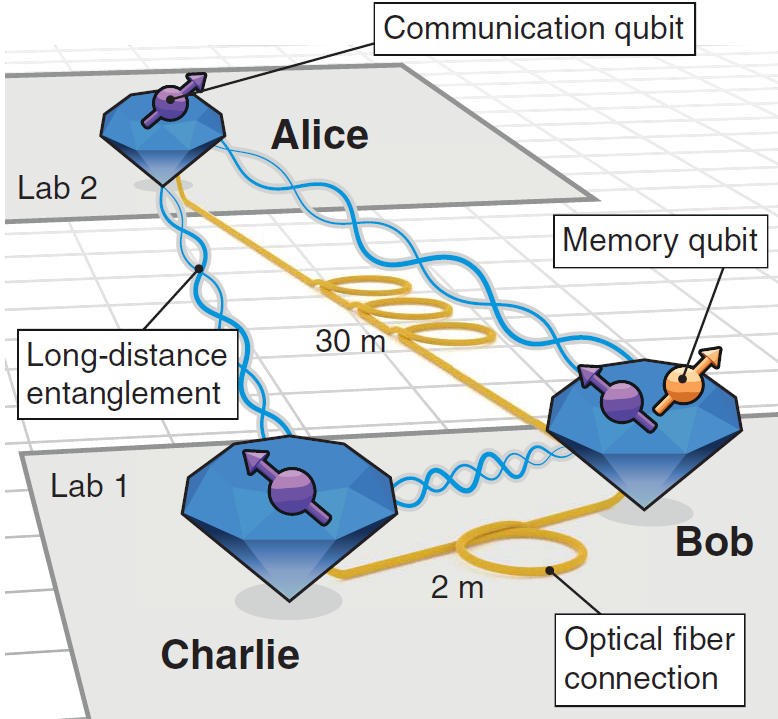 Communication qubit
Alice
Lab 2
Memory qubit
30 m
Long-distance
entanglement
Lab 1
Bob
2 m
Charlie
Optical fiber
connection